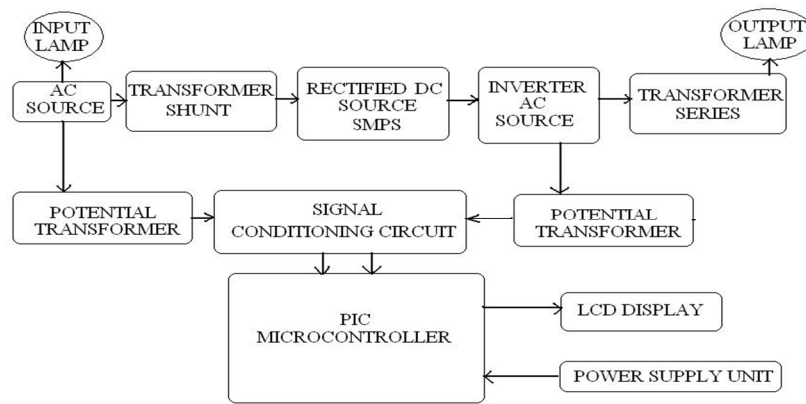 INPUT
LAMP
OUTPUT
LAMP
AC
SOURCE
TRANSFORMER
SHUNT
RECTIFIED DC
SOURCE
SMPS
INVERTER
AC
SOURCE
TRANSFORMER
SERIES
POTENTIAL
TRANSFORMER
SIGNAL
CONDITIONING CIRCUIT
POTENTIAL
TRANSFORMER
PIC
MICROCONTROLLER
LCD DISPLAY
POWER SUPPLY UNIT